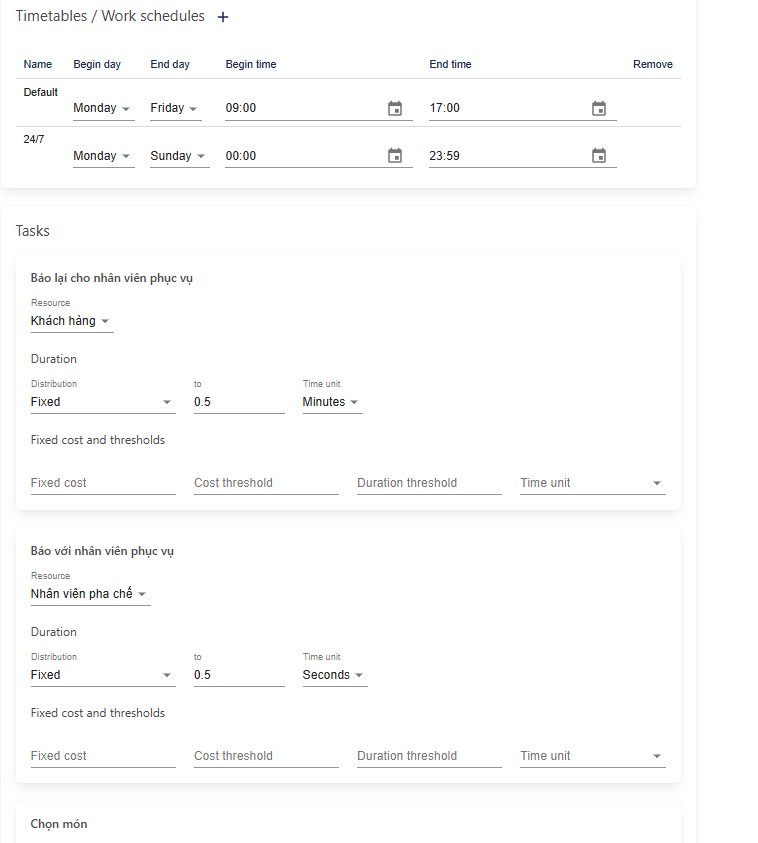 Timetables / Work schedules +
Name Begin day End day Begin time End time Remove
Default
Monday Friday 09:00 17:00
24/7
Monday Sunday 00:00 23:59
Tasks
Báo lại cho nhân viên phục vụ
Resource
Khách hàng
Duration
Distribution to Time unit
Fixed 0.5 Minutes
Fixed cost and thresholds
Fixed cost Cost threshold Duration threshold Time unit
Báo với nhân viên phục vụ
Resource
Nhân viên pha chế
Duration
Distribution to Time unit
Fixed 0.5 Seconds
Fixed cost and thresholds
Fixed cost Cost threshold Duration threshold Time unit
Chọn món